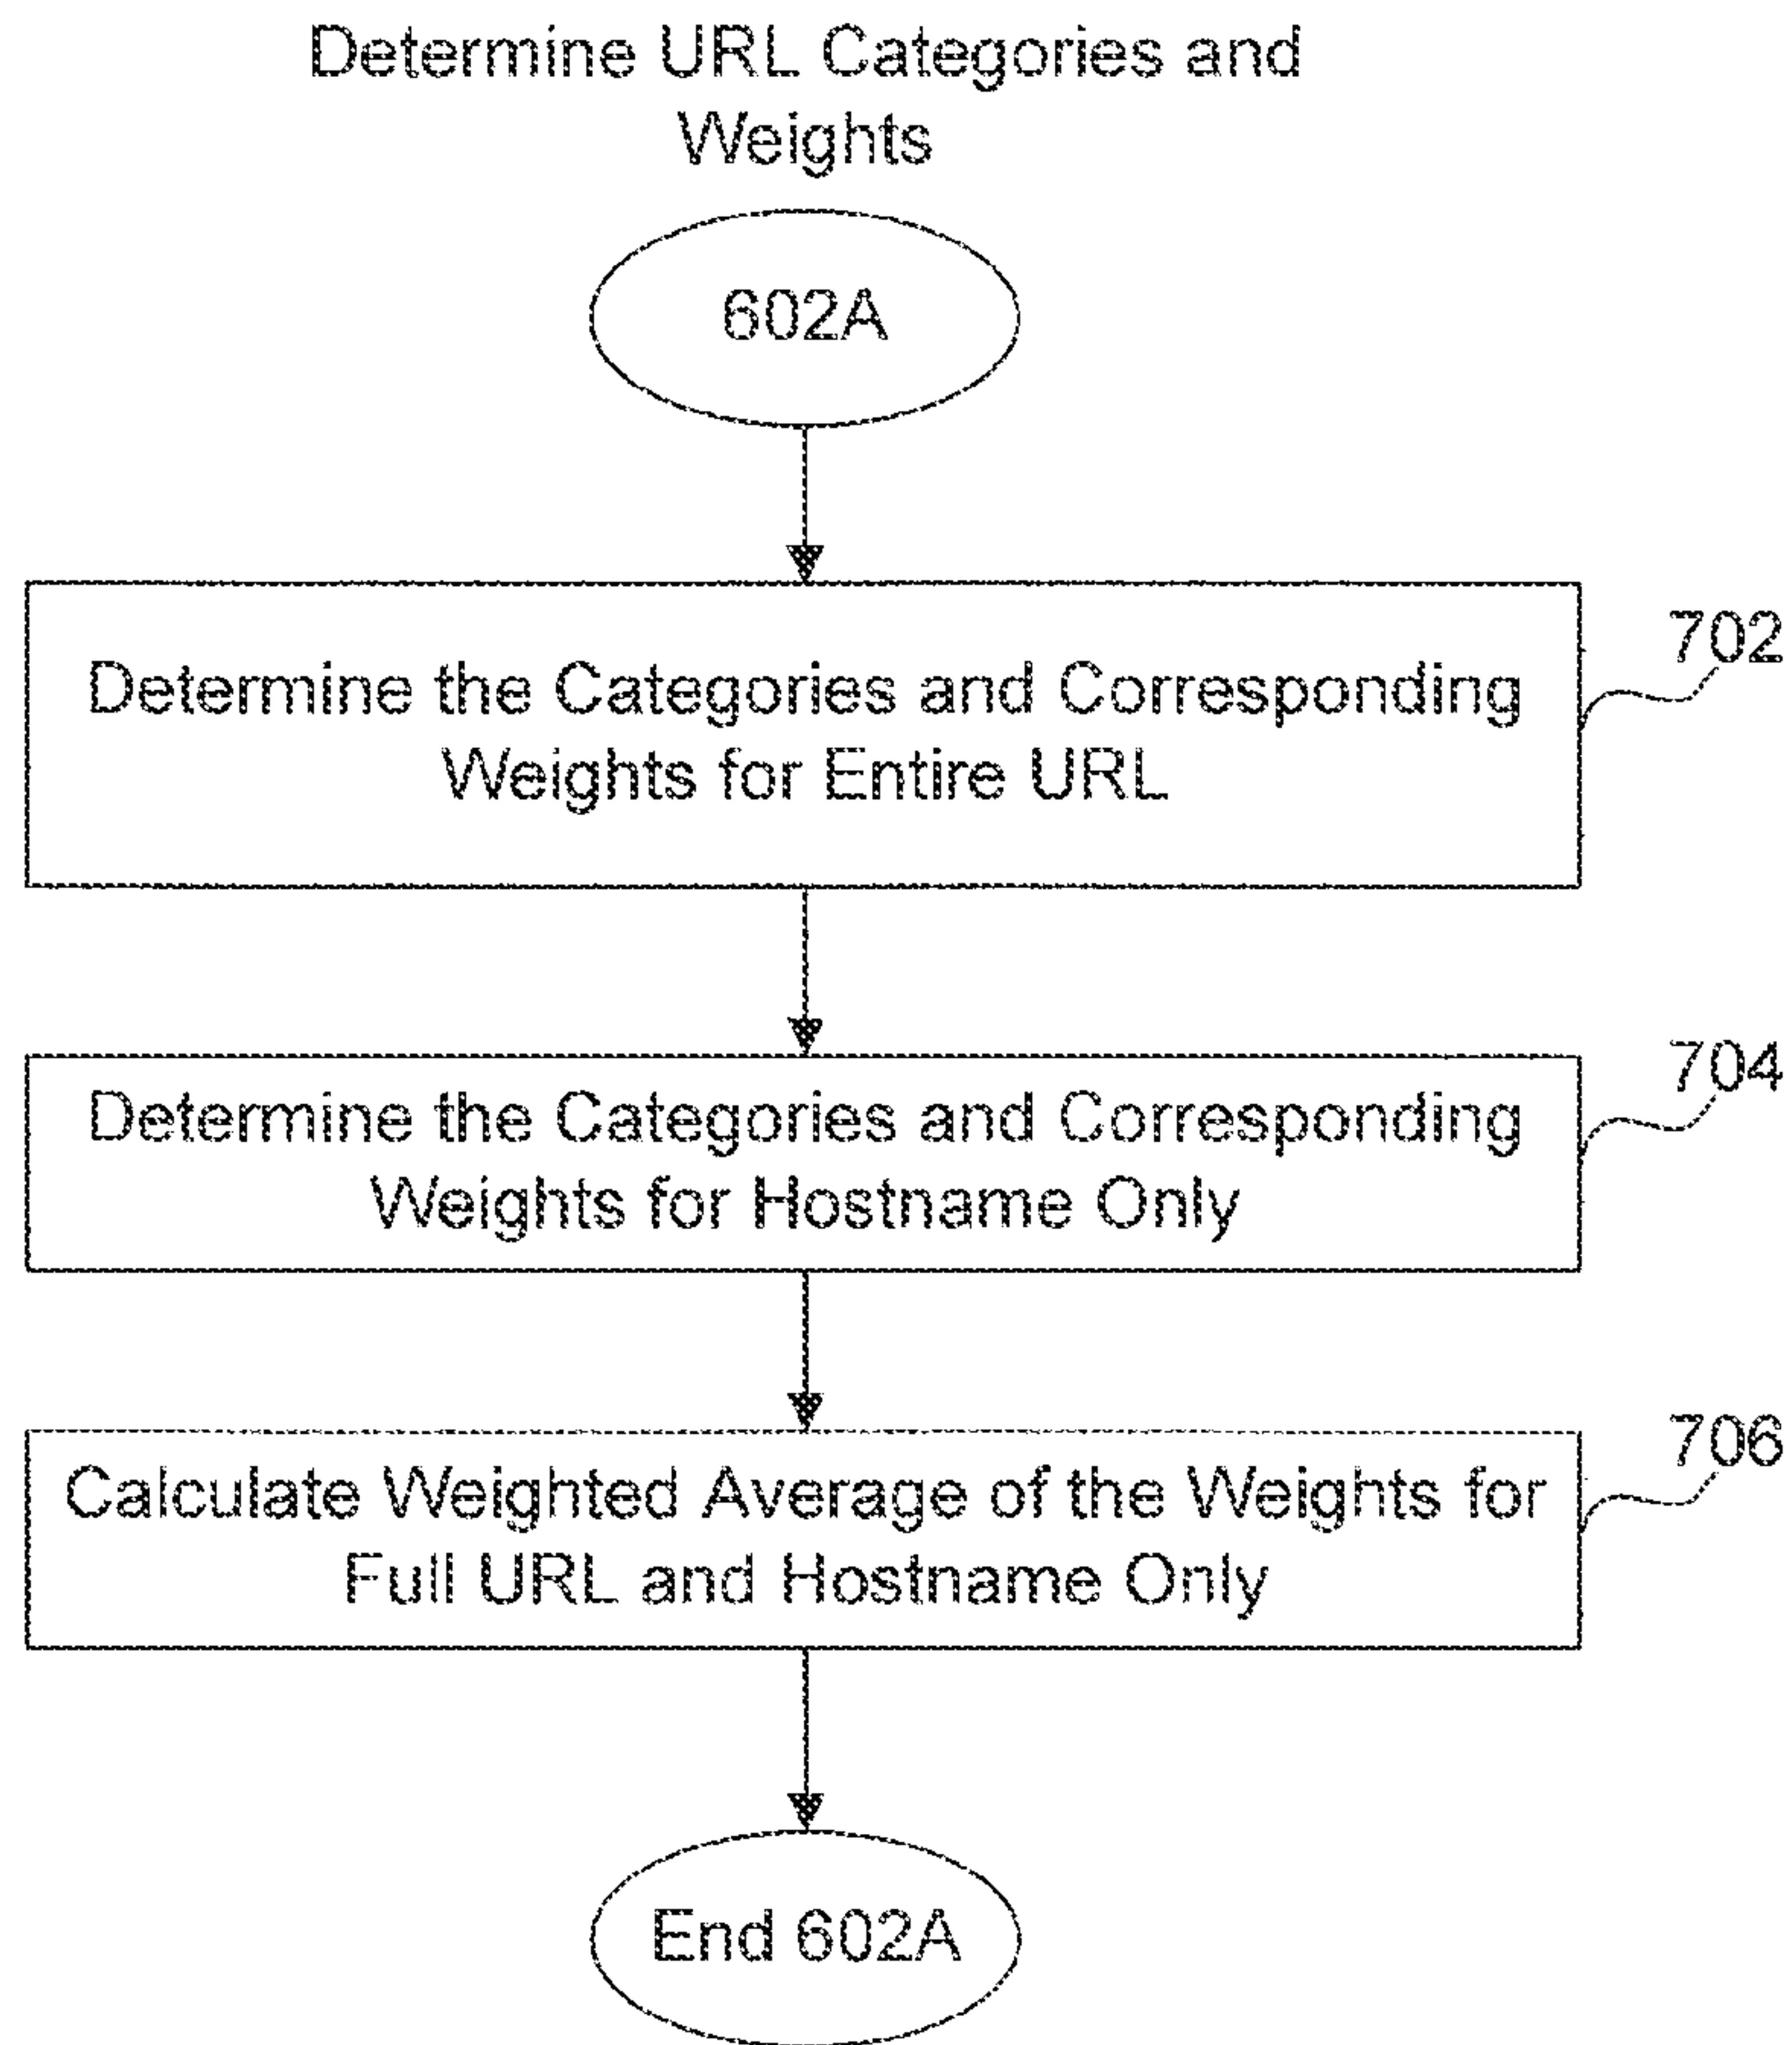 Determine URL Categories and
Weights
602A
702
Determine the Categories and Corresponding
Weights for Entire URL
704
Determine the Categories and Corresponding
Weights for Hostname Only
706
Calculate Weighted Average of the Weights for
Full URL and Hostname Only
End 602A